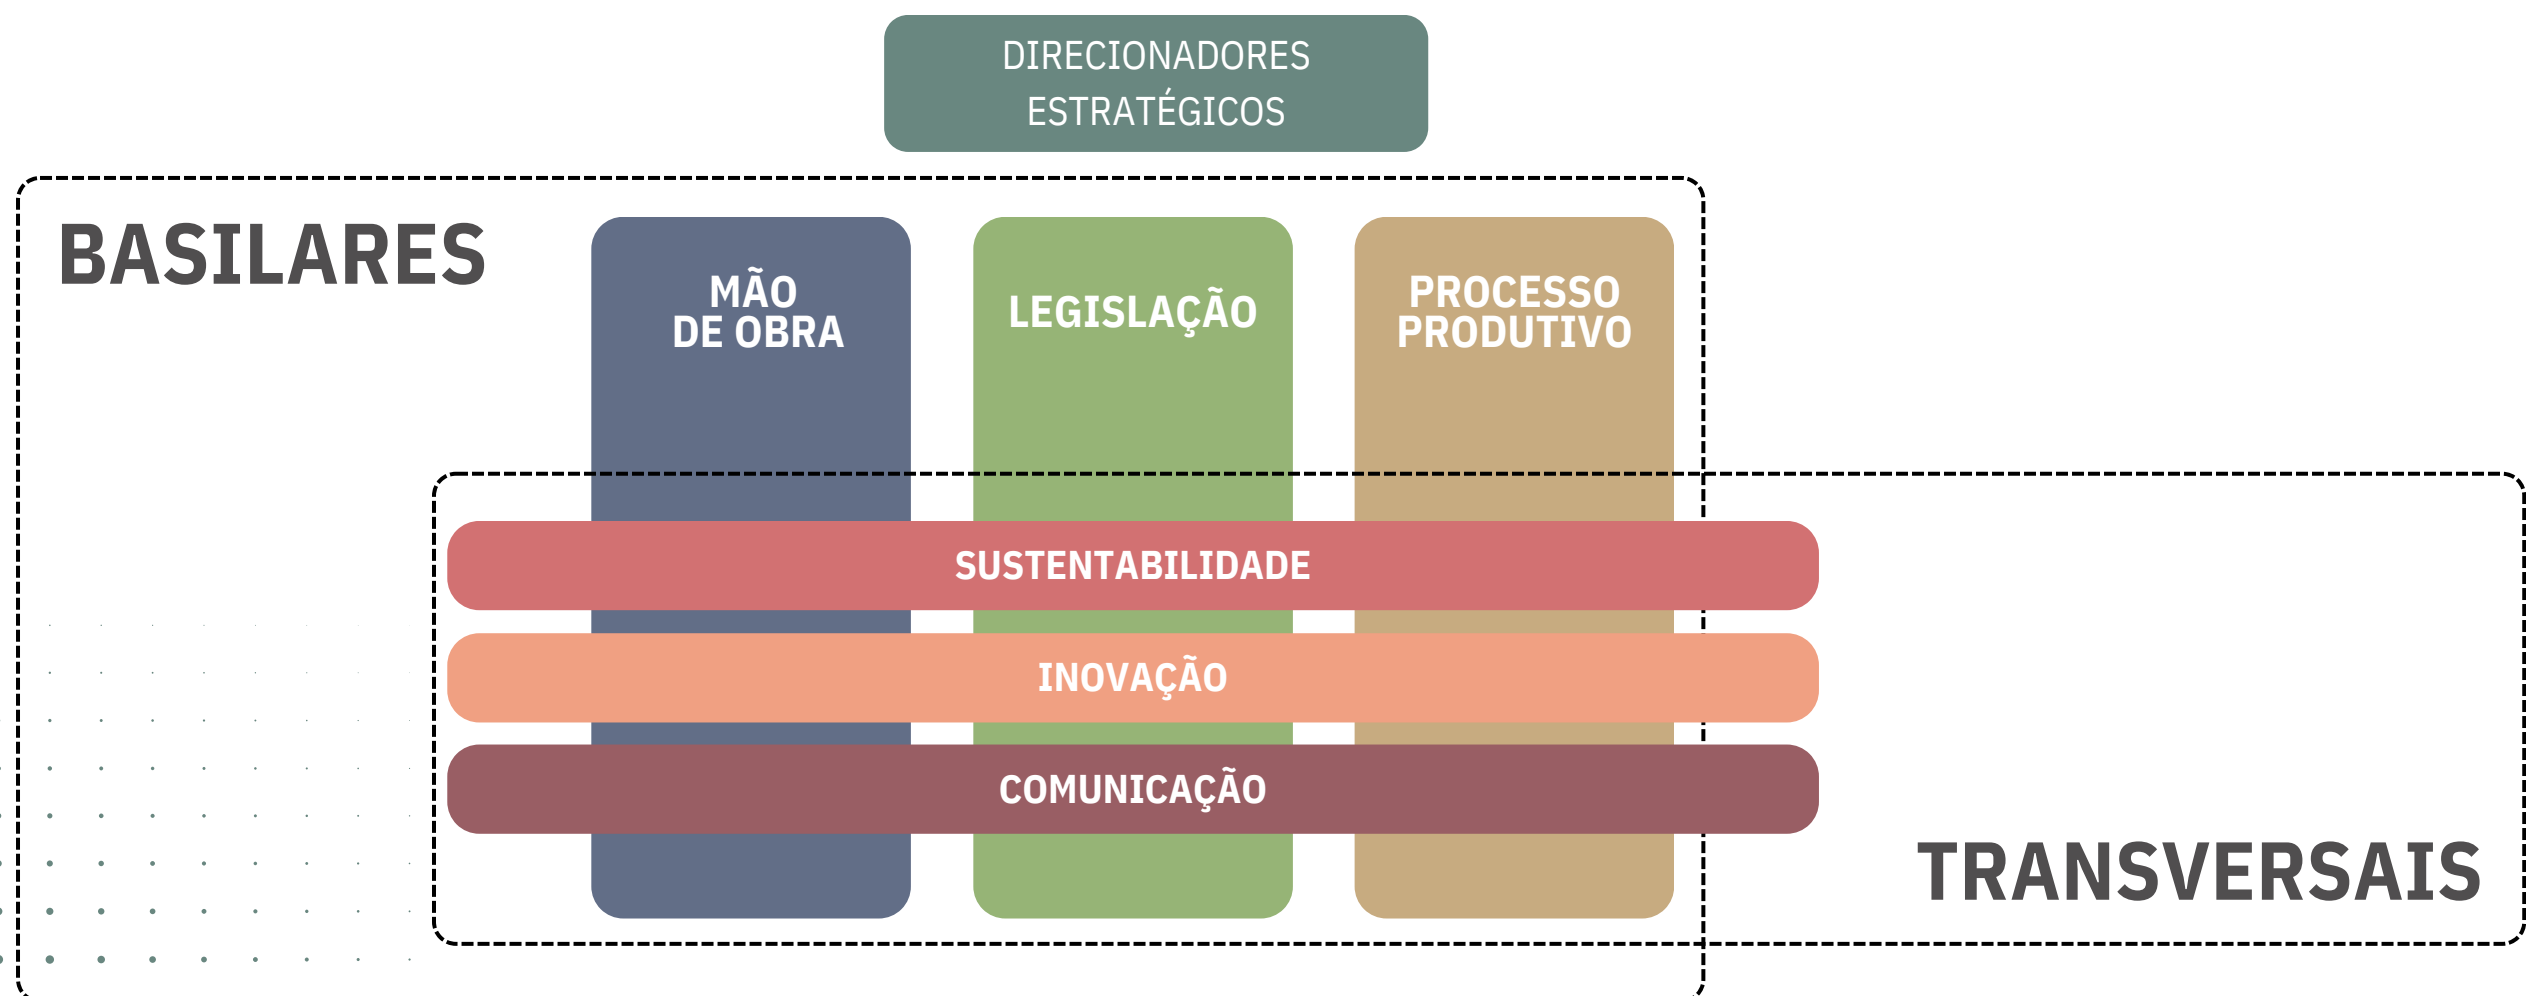 DIRECIONADORES
ESTRATÉGICOS
BASILARES
MÃO
DE OBRA
LEGISLAÇÃO
PROCESSO
PRODUTIVO
SUSTENTABILIDADE
INOVAÇÃO
COMUNICAÇÃO
TRANSVERSAIS